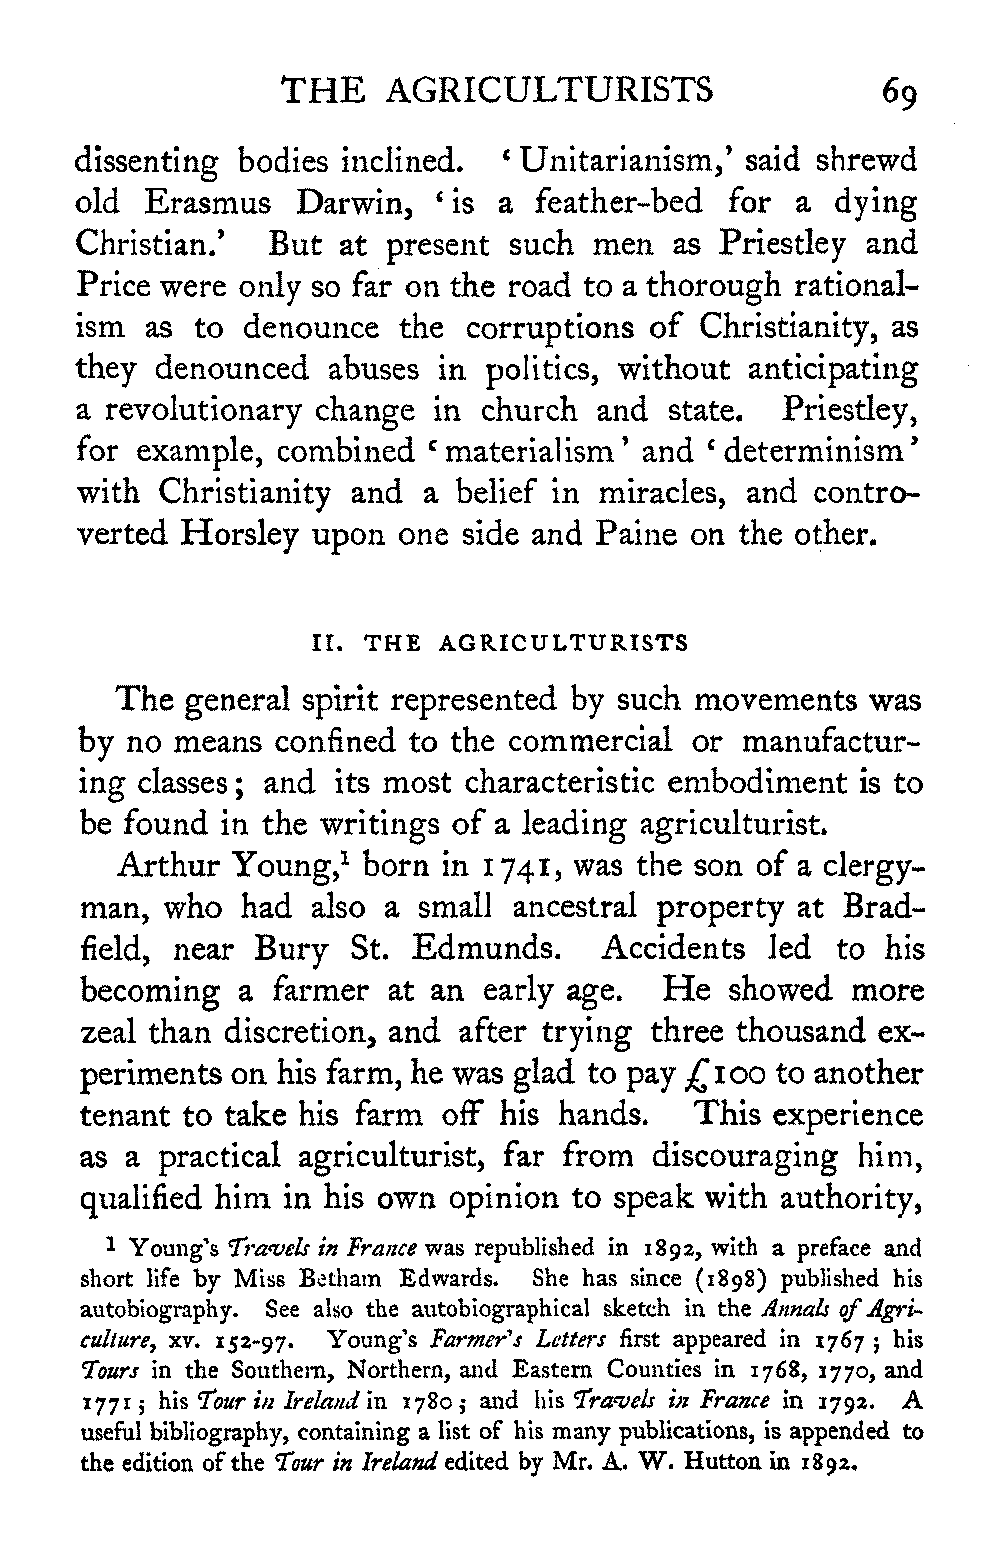 THE AGRICULTURISTS 69
dissenting bodies inclined. ‘Unitarianism,’ said shrewd
old Erasmus Darwin, ‘is a feather-bed for a dying
Christian.’ But at present such men as Priestley and
Price were only so far on the road to a thorough rational-
ism as to denounce the corruptions of Christianity, as
they denounced abuses in politics, without anticipating
a revolutionary change in church and state. Priestley,
for example, combined ‘materialism’ and ‘determinism’
with Christianity and a belief in miracles, and contro-
verted Horsley upon one side and Paine on the other.
II. THE AGRICULTURISTS
The general spirit represented by such movements was
by no means confined to the commercial or manufactur-
ing classes; and its most characteristic embodiment is to
be found in the writings of a leading agriculturist.
Arthur Young,¹ born in 1741, was the son of a clergy-
man, who had also a small ancestral property at Brad-
field, near Bury St. Edmunds. Accidents led to his
becoming a farmer at an early age. He showed more
zeal than discretion, and after trying three thousand ex-
periments on his farm, he was glad to pay £100 to another
tenant to take his farm off his hands. This experience
as a practical agriculturist, far from discouraging him,
qualified him in his own opinion to speak with authority,
¹ Young's Travels in France was republished in 1892, with a preface and
short life by Miss Betham Edwards. She has since (1898) published his
autobiography. See also the autobiographical sketch in the Annals of Agri-
culture, xv. 152-97. Young's Farmer's Letters first appeared in 1767; his
Tours in the Southern, Northern, and Eastern Counties in 1768, 1770, and
1771; his Tour in Ireland in 1780; and his Travels in France in 1792. A
useful bibliography, containing a list of his many publications, is appended to
the edition of the Tour in Ireland edited by Mr. A. W. Hutton in 1892.